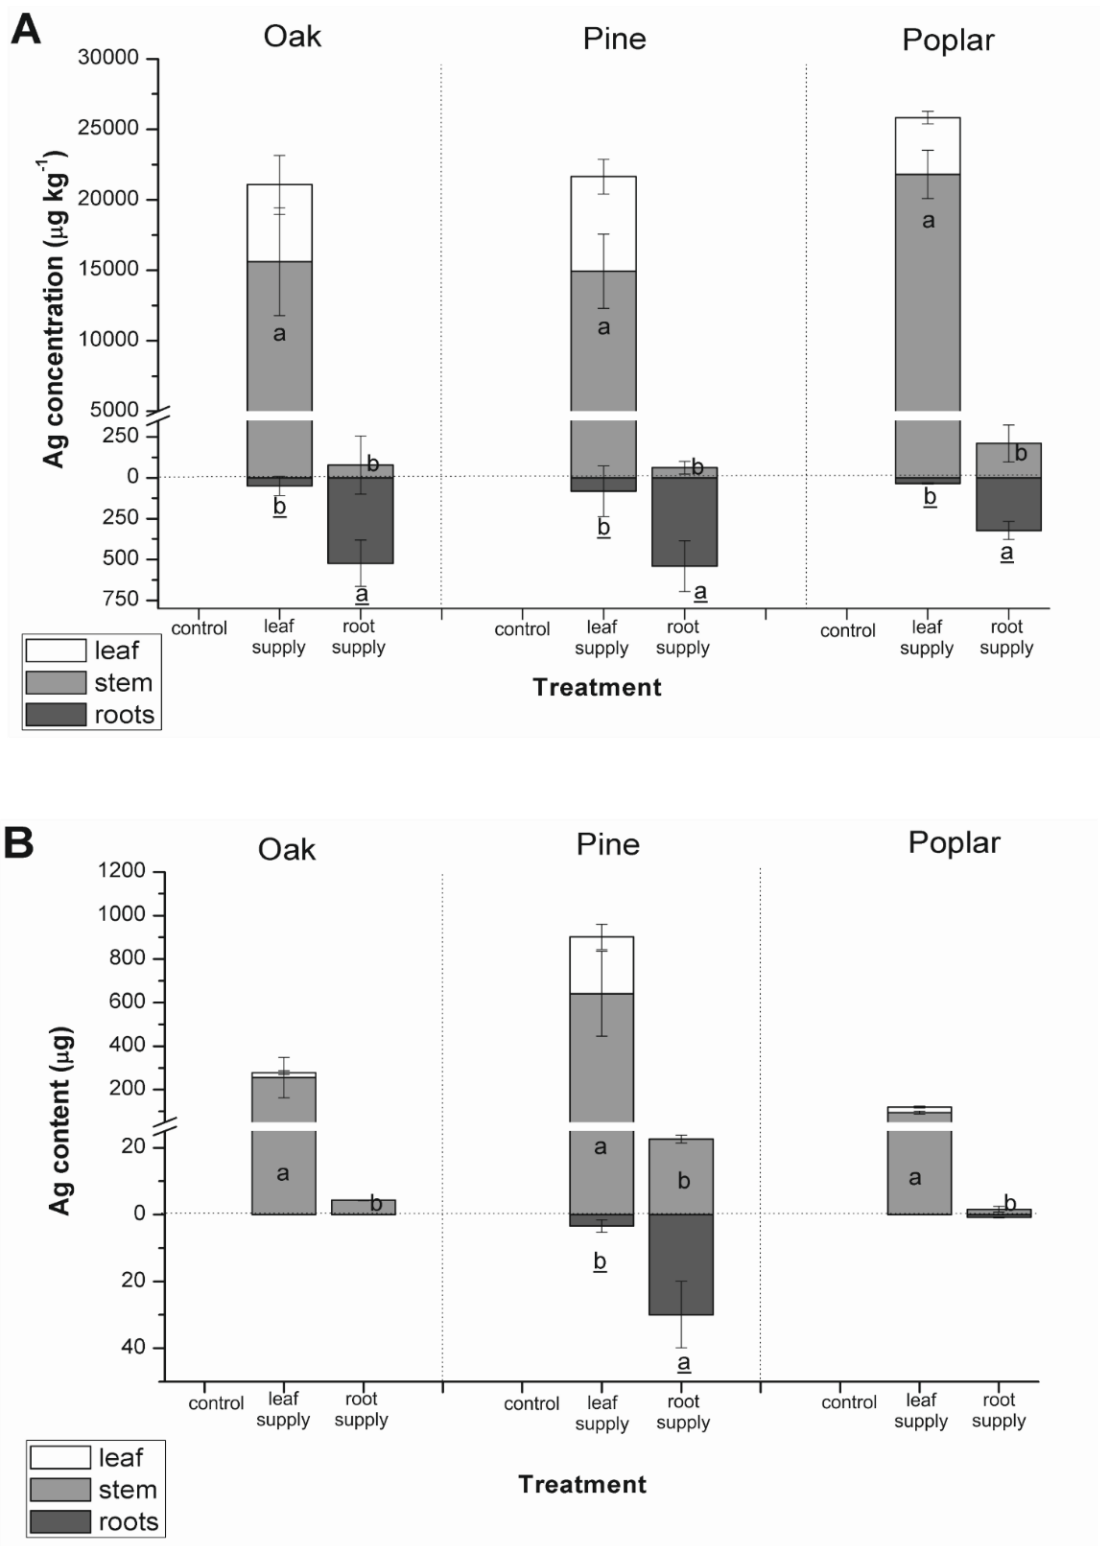 A
Oak
Pine
Poplar
Ag concentration (µg kg-1)
30000
25000
20000
15000
10000
5000
250
0
250
500
750
a
a
a
b
b
b
b
b
b
a
a
a
control
leaf
supply
root
supply
control
leaf
supply
root
supply
control
leaf
supply
root
supply
Treatment
leaf
stem
roots
B
Oak
Pine
Poplar
Ag content (µg)
1200
1000
800
600
400
200
20
0
20
40
a
b
a
b
a
b
b
a
control
leaf
supply
root
supply
control
leaf
supply
root
supply
control
leaf
supply
root
supply
Treatment
leaf
stem
roots